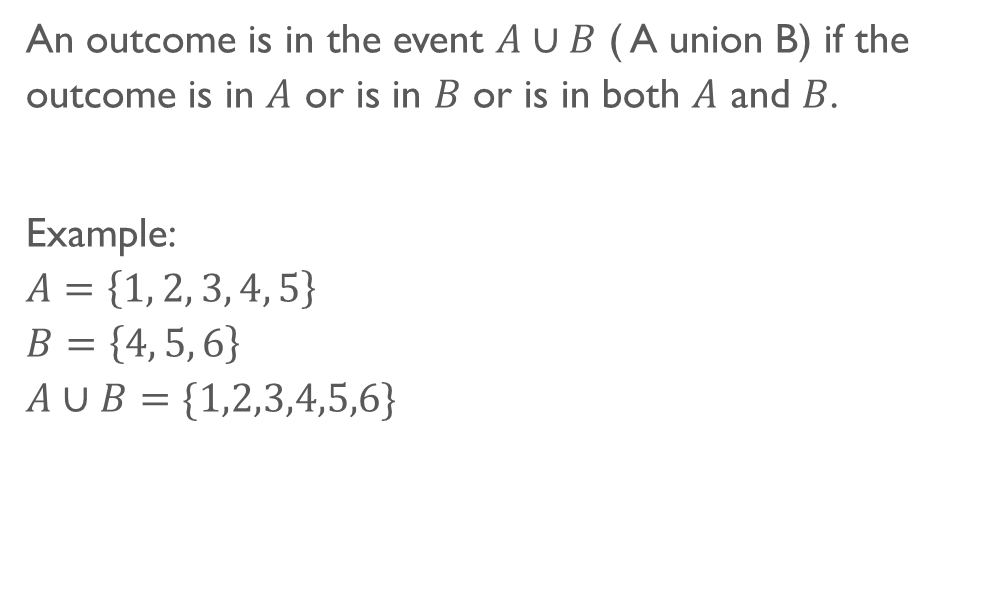 An outcome is in the event A ∪ B ( A union B) if the
outcome is in A or is in B or is in both A and B.
Example:
A = {1, 2, 3, 4, 5}
B = {4, 5, 6}
A ∪ B = {1,2,3,4,5,6}